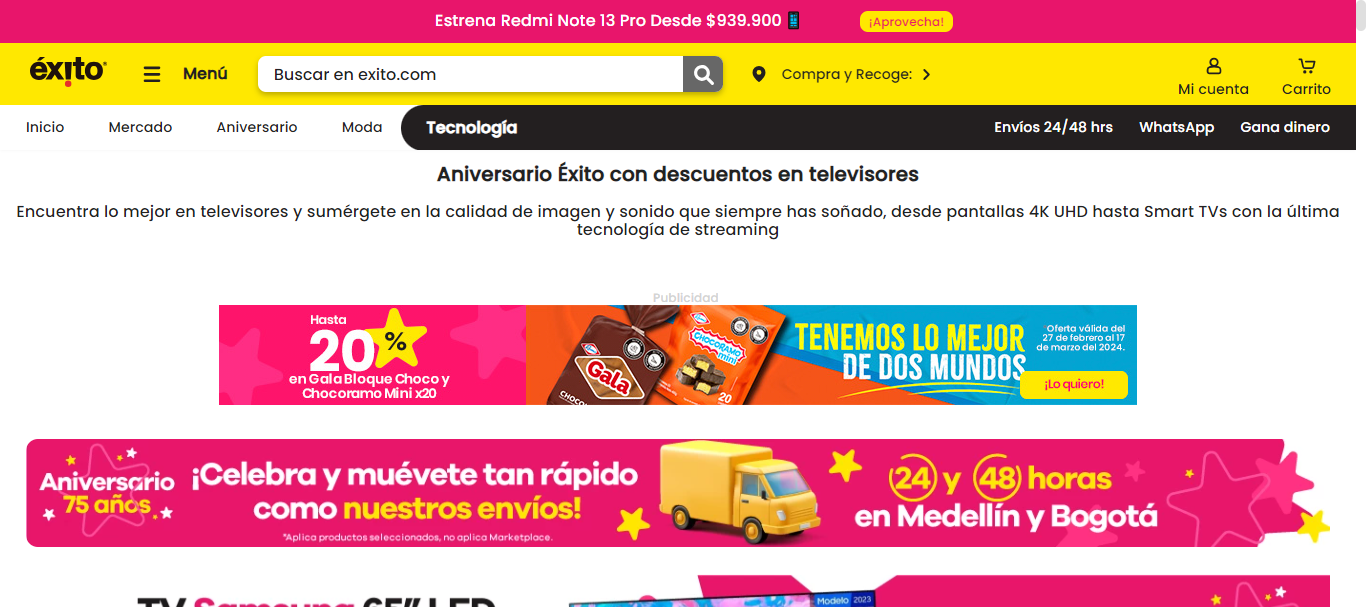 Estrena Redmi Note 13 Pro Desde $939.900
¡Aprovecha!
éxito
Menú
Buscar en exito.com
Compra y Recoge:
Mi cuenta
Carrito
Inicio
Mercado
Aniversario
Moda
Tecnología
Envíos 24/48 hrs
WhatsApp
Gana dinero
Aniversario Éxito con descuentos en televisores
Encuentra lo mejor en televisores y sumérgete en la calidad de imagen y sonido que siempre has soñado, desde pantallas 4K UHD hasta Smart TVs con la última
tecnología de streaming
Publicidad
Hasta
20%
en Gala Bloque Choco y
Chocoramo Mini x20
Gala
CHOCORAMO
mini
20
TENEMOS LO MEJOR
DE DOS MUNDOS
Oferta válida del
27 de febrero al 17
de marzo del 2024.
¡Lo quiero!
Aniversario
75 años.
¡Celebra y muévete tan rápido
como nuestros envíos!
*Aplica productos seleccionados, no aplica Marketplace.
24 y 48 horas
en Medellín y Bogotá
TV Samsung 65" LED
Modelo 2023